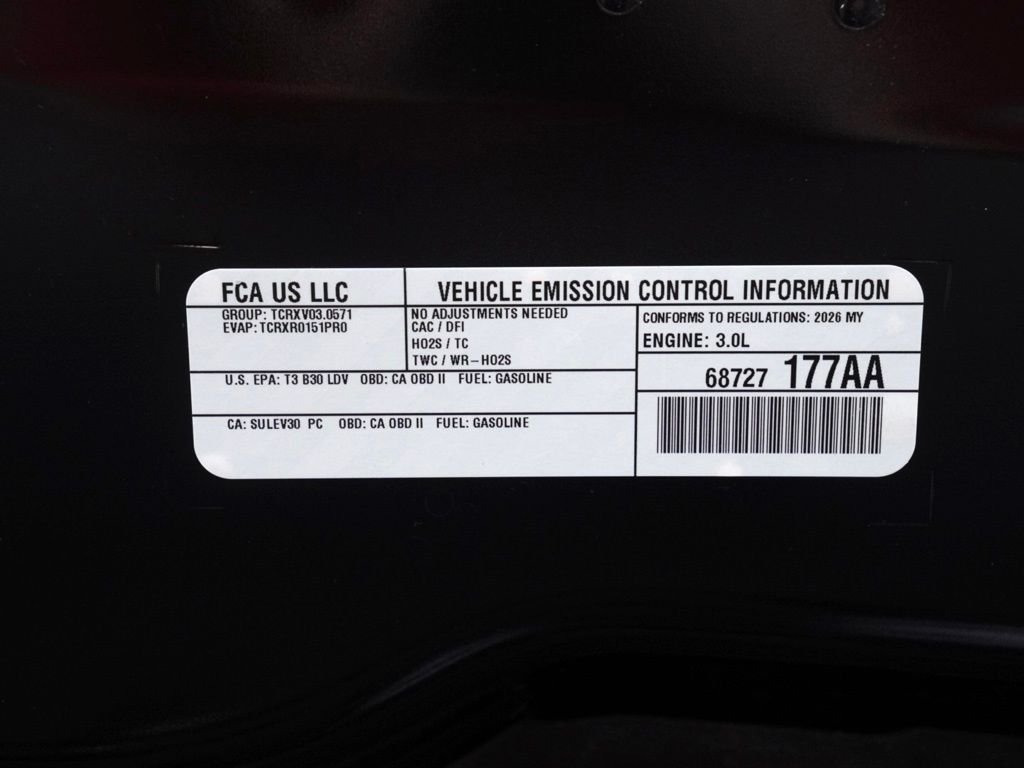 FCA US LLC
VEHICLE EMISSION CONTROL INFORMATION
GROUP: TCRXV03.0571
EVAP: TCRXR0151PR0
NO ADJUSTMENTS NEEDED
CAC / DFI
HO2S / TC
TWC / WR-HO2S
CONFORMS TO REGULATIONS: 2026 MY
ENGINE: 3.0L
U.S. EPA: T3 B30 LDV OBD: CA OBD II FUEL: GASOLINE
68727 177AA
CA: SULEV30 PC OBD: CA OBD II FUEL: GASOLINE